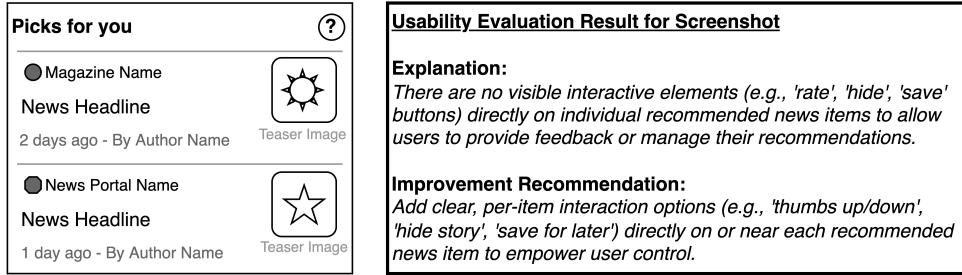 Picks for you
?
Magazine Name
News Headline
2 days ago - By Author Name
Teaser Image
News Portal Name
News Headline
1 day ago - By Author Name
Teaser Image
Usability Evaluation Result for Screenshot
Explanation:
There are no visible interactive elements (e.g., 'rate', 'hide', 'save'
buttons) directly on individual recommended news items to allow
users to provide feedback or manage their recommendations.
Improvement Recommendation:
Add clear, per-item interaction options (e.g., 'thumbs up/down',
'hide story', 'save for later') directly on or near each recommended
news item to empower user control.